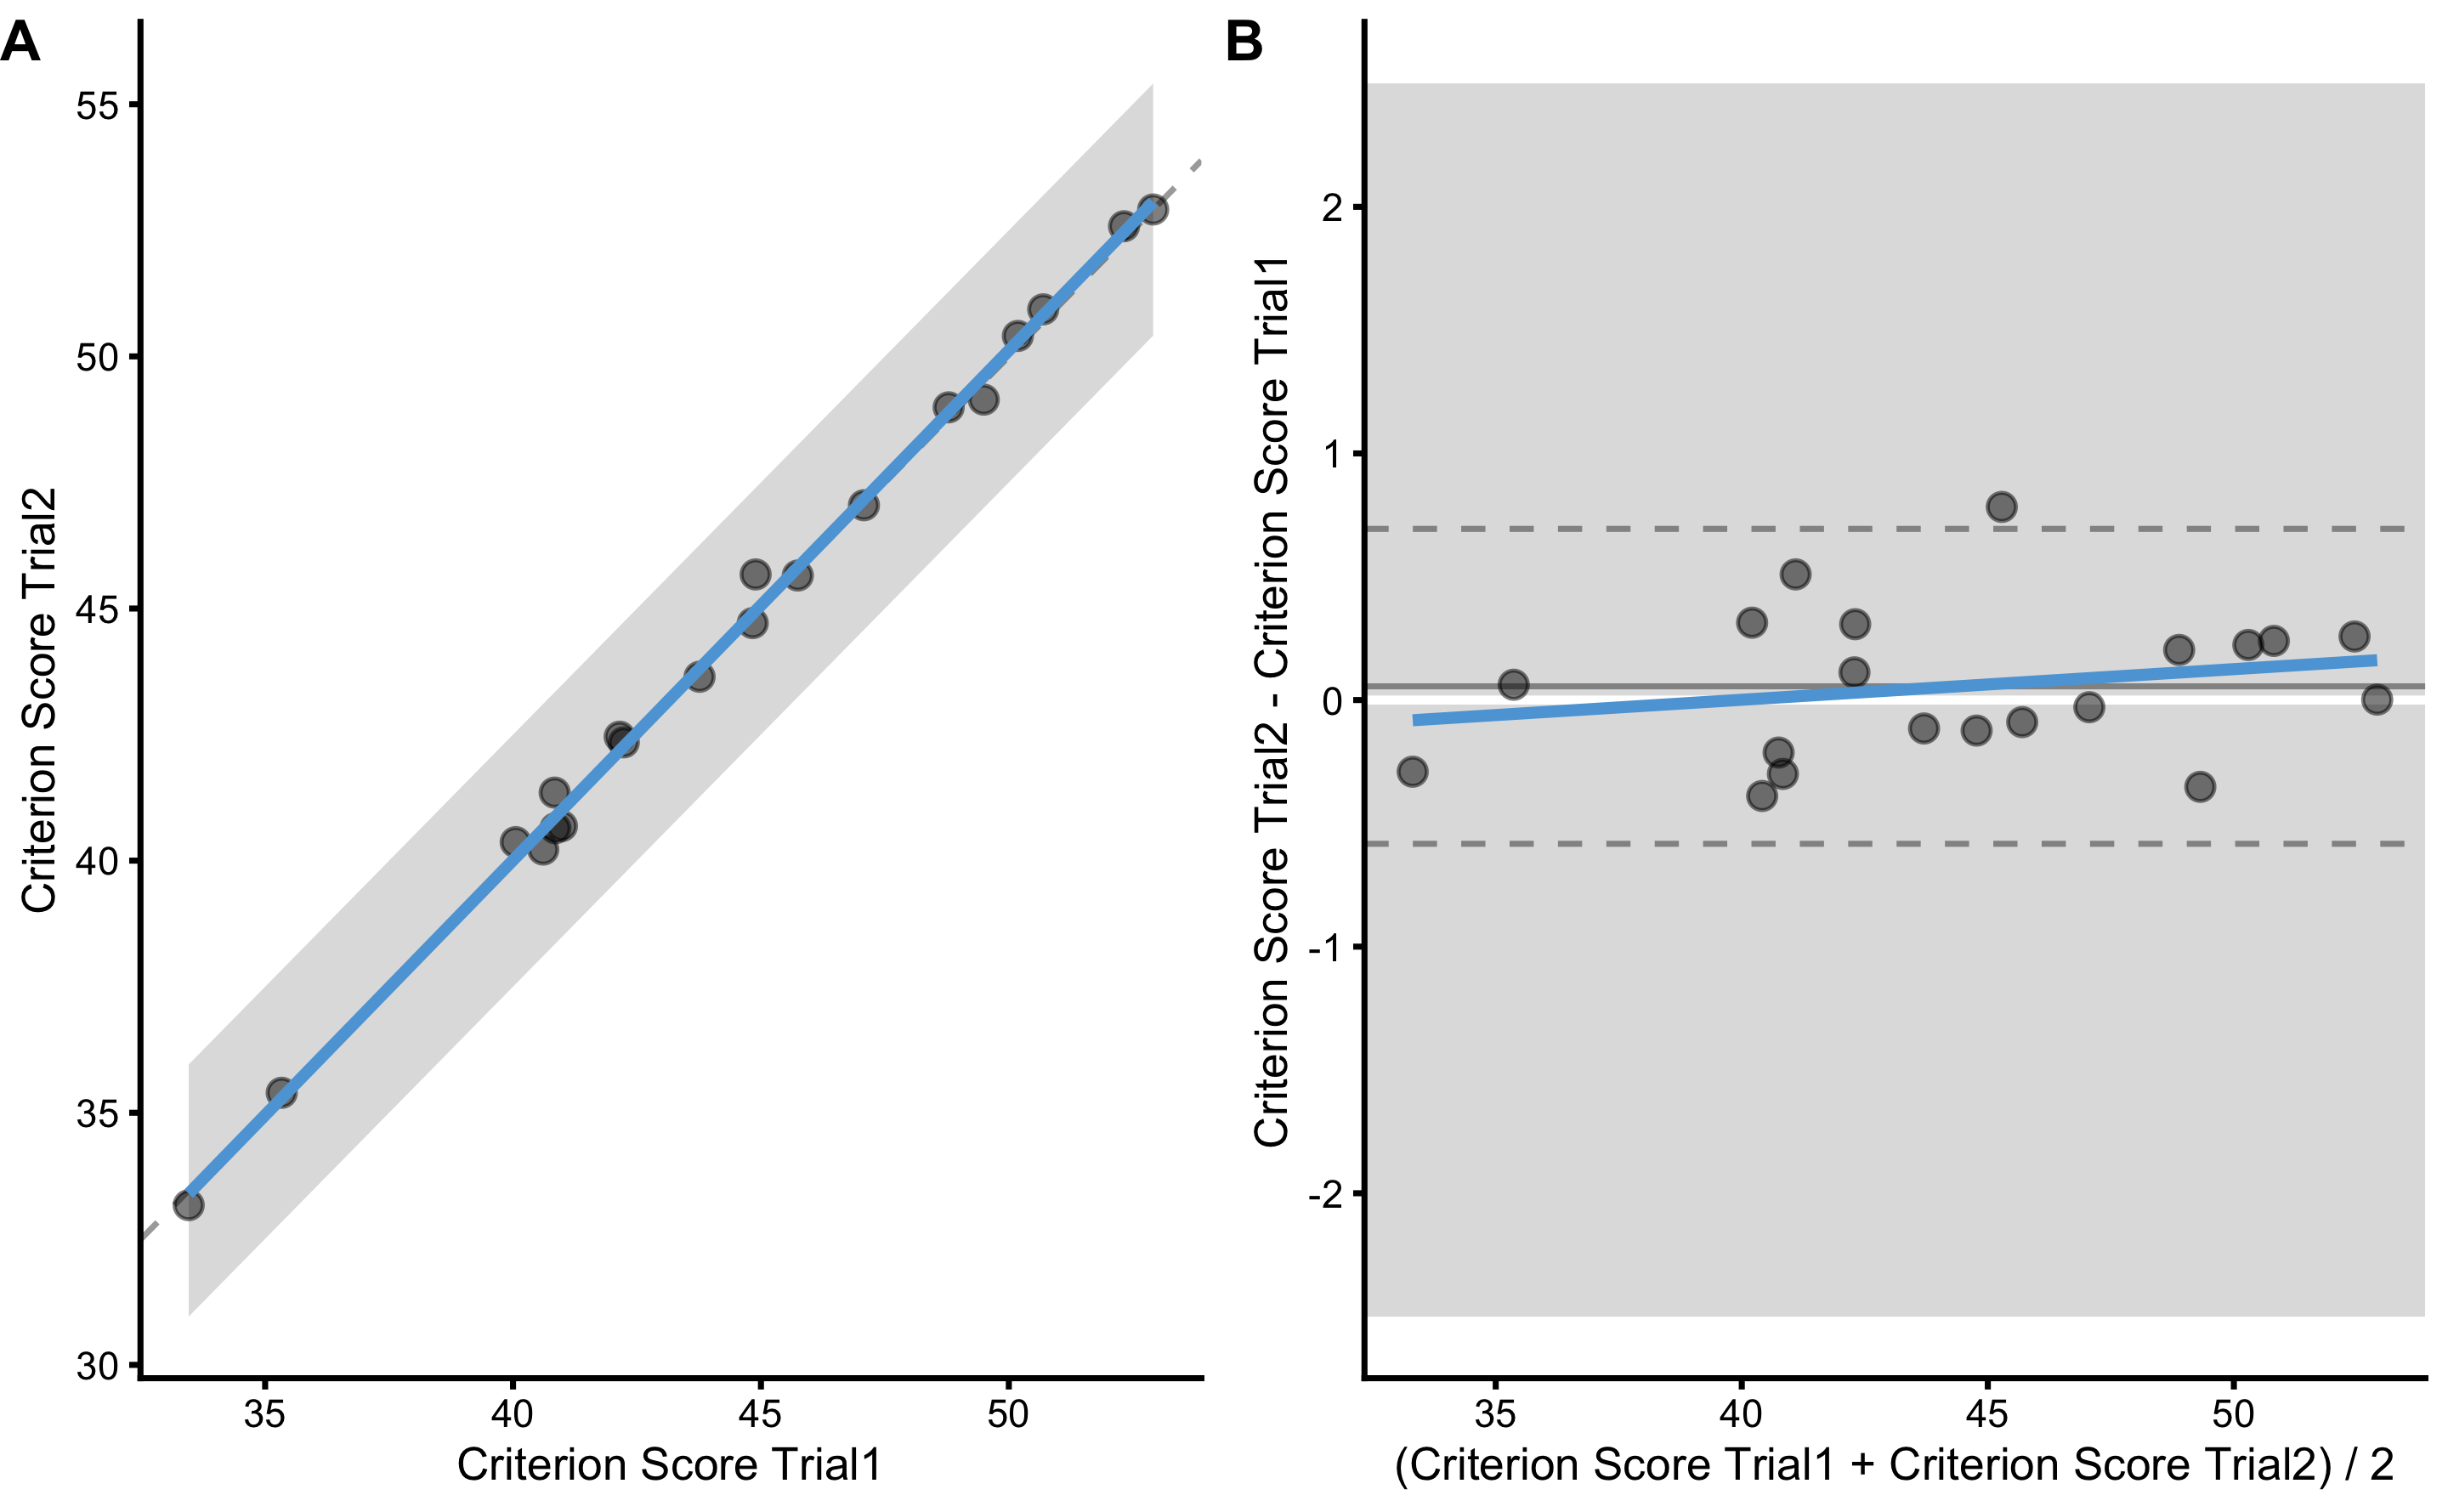 A
55
50
45
40
35
30
Criterion Score Trial2
35 40 45 50
Criterion Score Trial1
B
2
1
0
-1
-2
Criterion Score Trial2 - Criterion Score Trial1
35 40 45 50
(Criterion Score Trial1 + Criterion Score Trial2) / 2